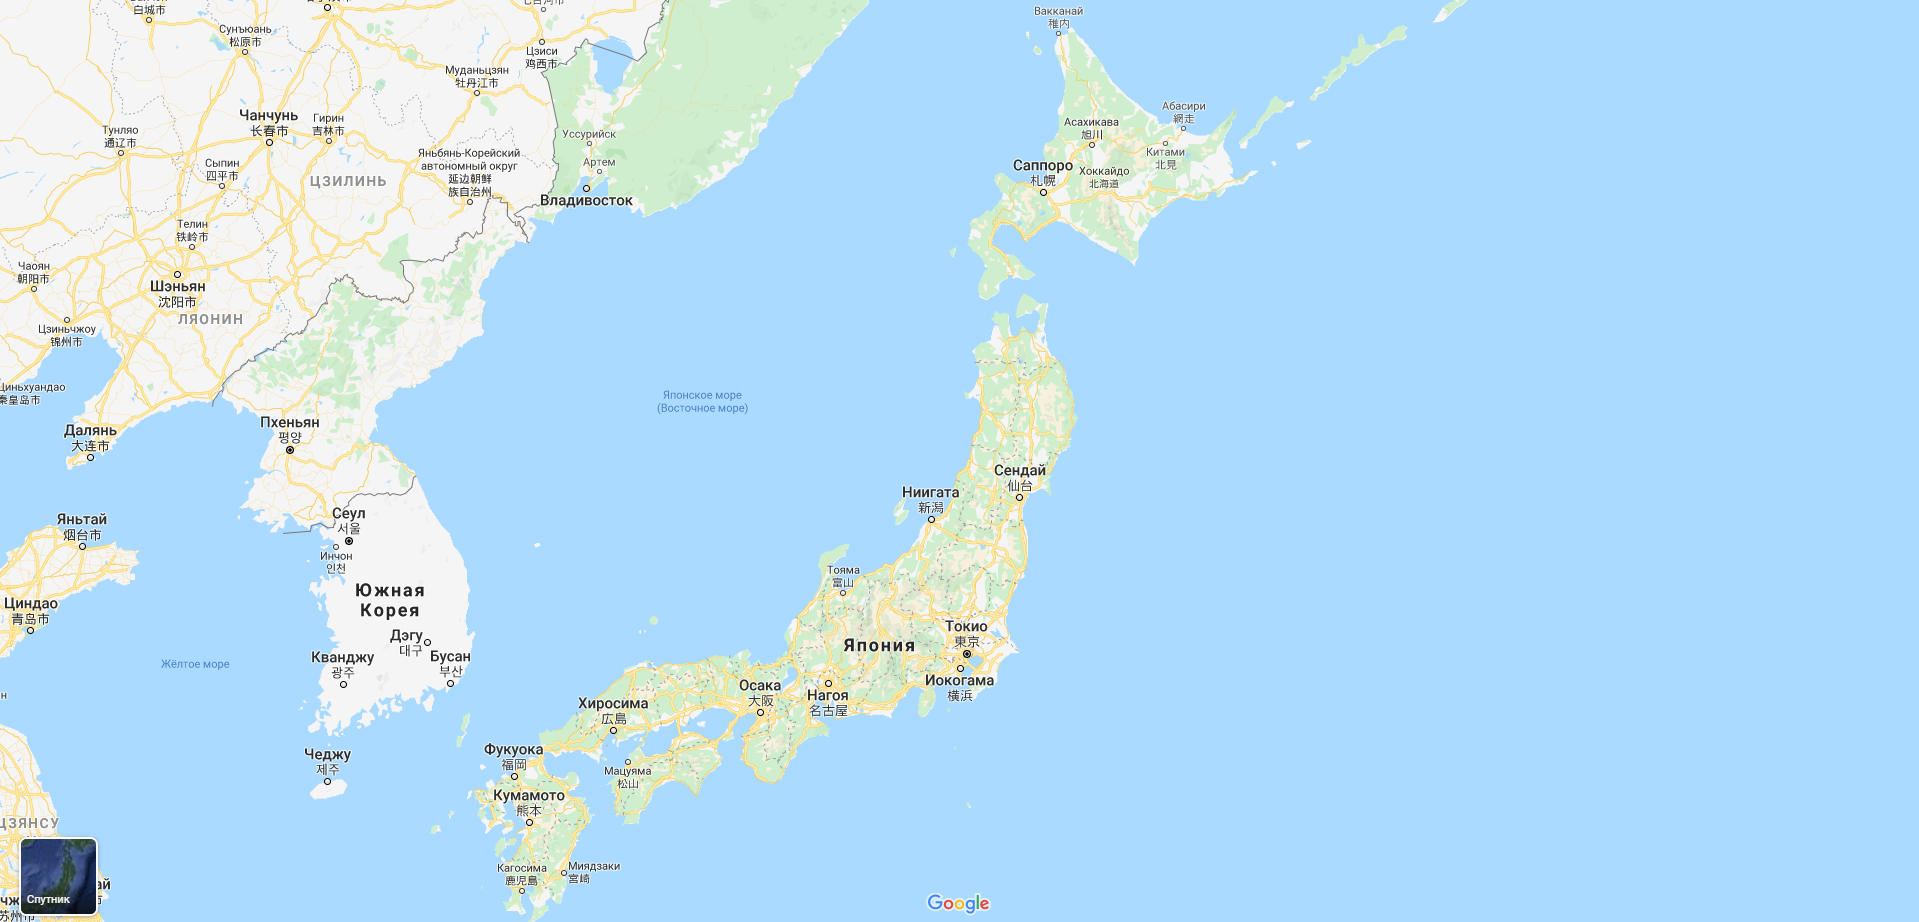 Вакканай
稚内
白城市
Сунъюань
松原市
Цзиси
鸡西市
Муданьцзян
牡丹江市
Абасири
網走
Чанчунь
长春市
Гирин
吉林市
Тунляо
通辽市
Уссурийск
Асахикава
旭川
Яньбянь-Корейский
автономный округ
延边朝鲜
族自治州
Артем
Китами
北見
Сыпин
四平市
ЦЗИЛИНЬ
Саппоро
札幌
Хоккайдо
北海道
Владивосток
Телин
铁岭市
Чаоян
朝阳市
Шэньян
沈阳市
ЛЯОНИН
Цзиньчжоу
锦州市
Циньхуандао
秦皇岛市
Японское море
(Восточное море)
Пхеньян
평양
Далянь
大连市
Сендай
仙台
Ниигата
新潟
Яньтай
烟台市
Сеул
서울
Инчон
인천
Тояма
富山
Южная
Корея
Циндао
青岛市
Токио
東京
Дэгу
대구
Япония
Жёлтое море
Кванджу
광주
Бусан
부산
Иокогама
横浜
Осака
大阪
Нагоя
名古屋
Хиросима
広島
Фукуока
福岡
Чеджу
제주
Мацуяма
松山
Кумамото
熊本
ЦЗЯНСУ
Кагосима
鹿児島
Миядзаки
宮崎
Спутник
Google